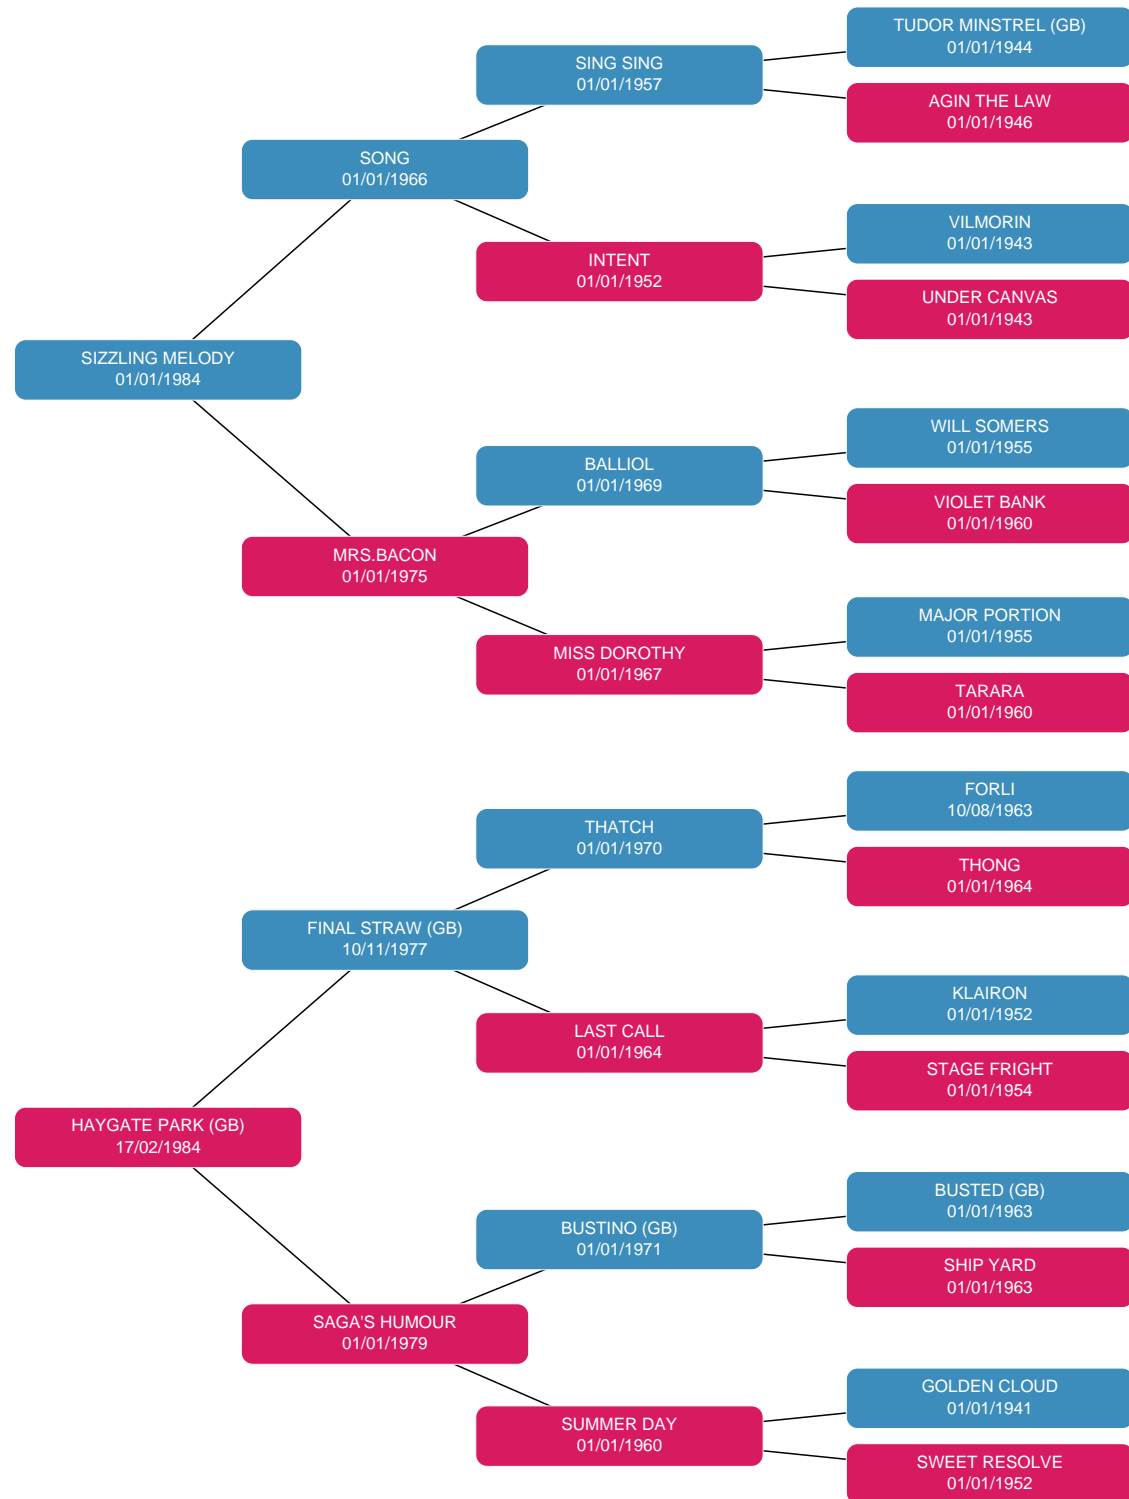 TUDOR MINSTREL (GB)
01/01/1944
SING SING
01/01/1957
AGIN THE LAW
01/01/1946
SONG
01/01/1966
VILMORIN
01/01/1943
INTENT
01/01/1952
UNDER CANVAS
01/01/1943
SIZZLING MELODY
01/01/1984
WILL SOMERS
01/01/1955
BALLIOL
01/01/1969
VIOLET BANK
01/01/1960
MRS.BACON
01/01/1975
MAJOR PORTION
01/01/1955
MISS DOROTHY
01/01/1967
TARARA
01/01/1960
FORLI
10/08/1963
THATCH
01/01/1970
THONG
01/01/1964
FINAL STRAW (GB)
10/11/1977
KLAIRON
01/01/1952
LAST CALL
01/01/1964
STAGE FRIGHT
01/01/1954
HAYGATE PARK (GB)
17/02/1984
BUSTED (GB)
01/01/1963
BUSTINO (GB)
01/01/1971
SHIP YARD
01/01/1963
SAGA'S HUMOUR
01/01/1979
GOLDEN CLOUD
01/01/1941
SUMMER DAY
01/01/1960
SWEET RESOLVE
01/01/1952